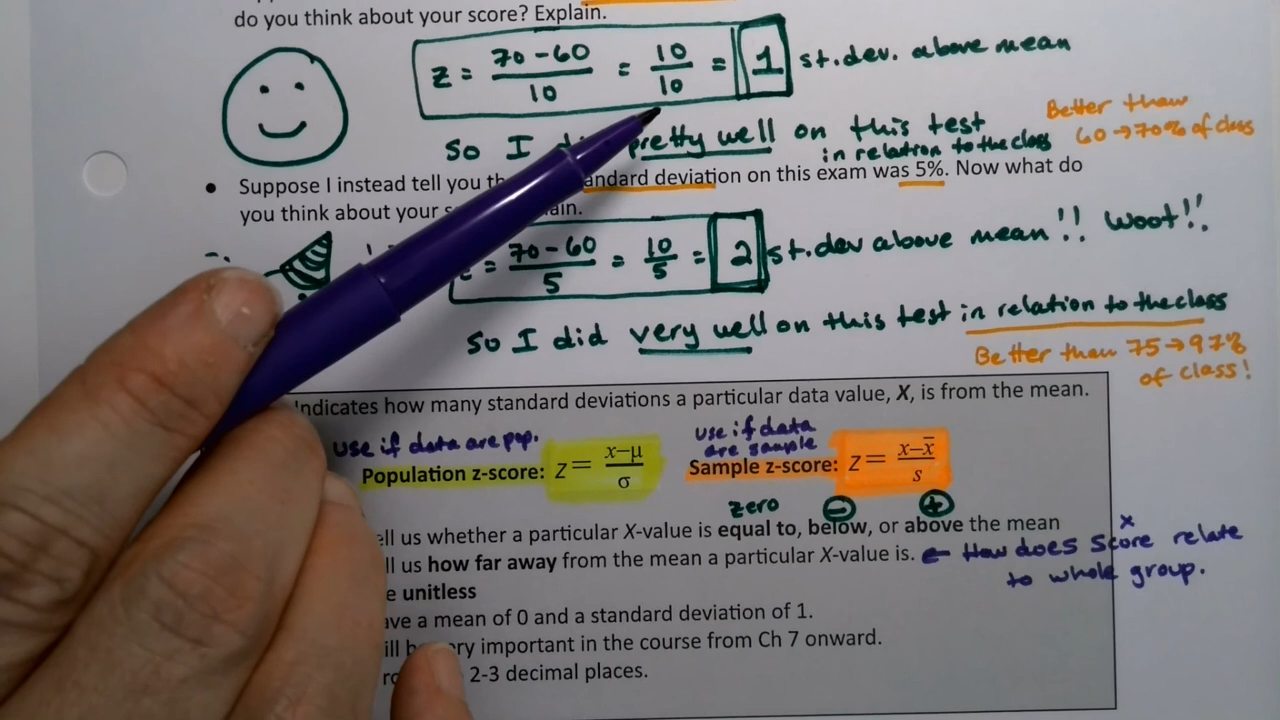 do you think about your score? Explain.
z = 70-60/10 = 10/10 = 1 st.dev. above mean
So I pretty well on this test
in relation to the class
Better than
60→70% of class
• Suppose I instead tell you andard deviation on this exam was 5%. Now what do
you think about your
= 70-60/5 = 10/5 = 2 st.dev above mean!! Woot!!
So I did very well on this test in relation to the class
Better than 75→97%
of class!
Indicates how many standard deviations a particular data value, X, is from the mean.
use if data are pop.
use if data
are sample
Population z-score: z= x-μ/σ Sample z-score: z= x-x̄/s
zero - +
ell us whether a particular X-value is equal to, below, or above the mean
ll us how far away from the mean a particular X-value is. ← How does score relate
x
to whole group.
e unitless
ave a mean of 0 and a standard deviation of 1.
ill be very important in the course from Ch 7 onward.
2-3 decimal places.